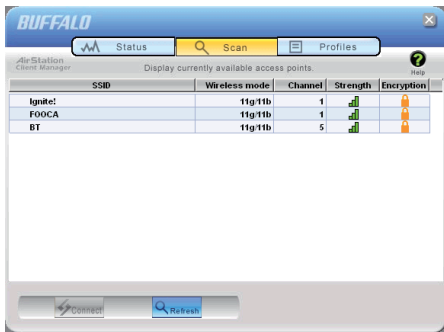 BUFFALO
Status Scan Profiles
AirStation
Client Manager
Display currently available access points.
Help
SSID Wireless mode Channel Strength Encryption
Ignite! 11g/11b 1
FOOCA 11g/11b 1
BT 11g/11b 5
Connect Refresh